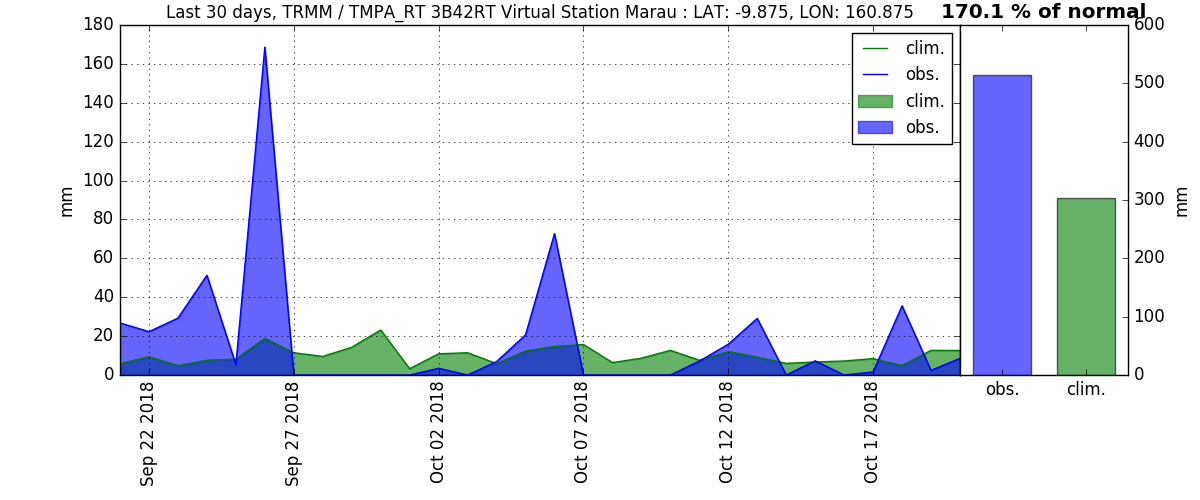 Last 30 days, TRMM / TMPA_RT 3B42RT Virtual Station Marau : LAT: -9.875, LON: 160.875
170.1 % of normal
180
160
140
120
100
80
60
40
20
0
mm
clim.
obs.
clim.
obs.
Sep 22 2018
Sep 27 2018
Oct 02 2018
Oct 07 2018
Oct 12 2018
Oct 17 2018
600
500
400
300
200
100
0
mm
obs.
clim.